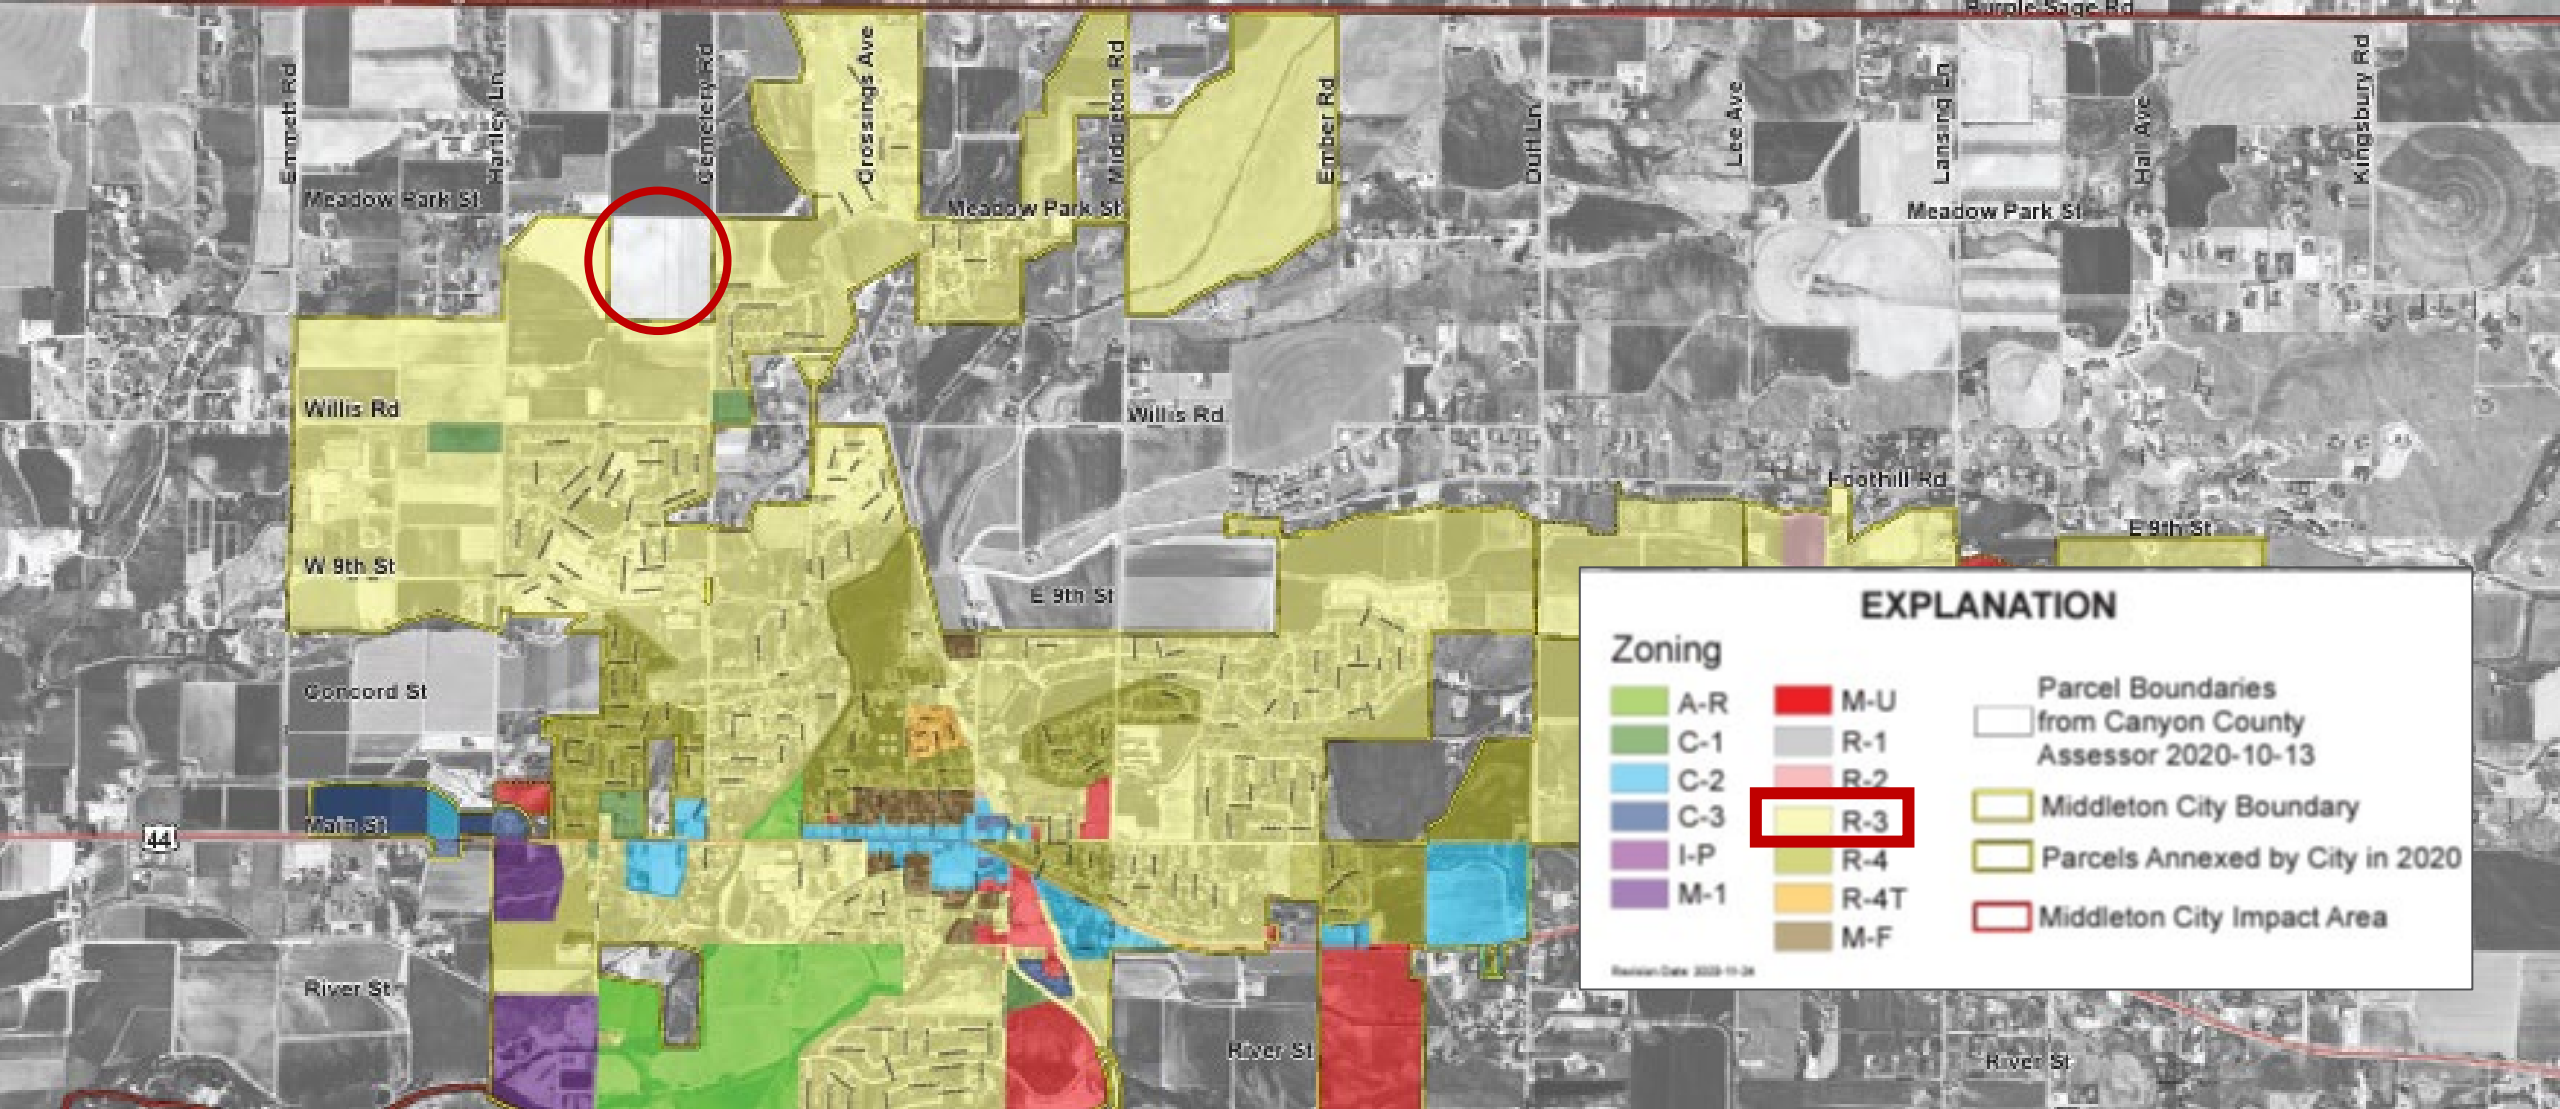 Purple Sage Rd
Emmett Rd
Hartley Ln
Cemetery Rd
Crossings Ave
Middleton Rd
Ember Rd
Duff Ln
Lee Ave
Lansing Ln
Hal Ave
Kingsbury Rd
Meadow Park St
Meadow Park St
Meadow Park St
Willis Rd
Willis Rd
Foothill Rd
E 9th St
W 9th St
E 9th St
Concord St
Main St
44
River St
River St
River St
EXPLANATION
Zoning
A-R
C-1
C-2
C-3
I-P
M-1
M-U
R-1
R-2
R-3
R-4
R-4T
M-F
Parcel Boundaries
from Canyon County
Assessor 2020-10-13
Middleton City Boundary
Parcels Annexed by City in 2020
Middleton City Impact Area